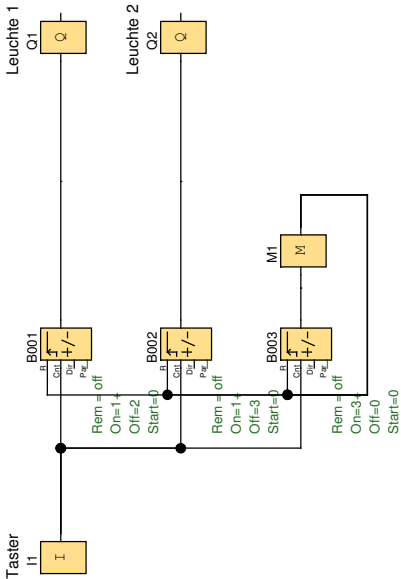 Taster
I1
I
B001
R
Cnt
Dir
Par
+/-
Rem = off
On=1+
Off=2
Start=0
Leuchte 1
Q1
Q
B002
R
Cnt
Dir
Par
+/-
Rem = off
On=1+
Off=3
Start=0
Leuchte 2
Q2
Q
B003
R
Cnt
Dir
Par
+/-
Rem = off
On=3+
Off=0
Start=0
M1
M